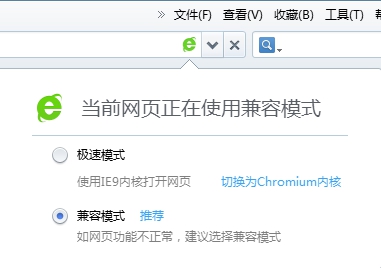 » 文件(F) 查看(V) 收藏(B) 工具(T)
当前网页正在使用兼容模式
极速模式
使用IE9内核打开网页 切换为Chromium内核
兼容模式 推荐
如网页功能不正常，建议选择兼容模式